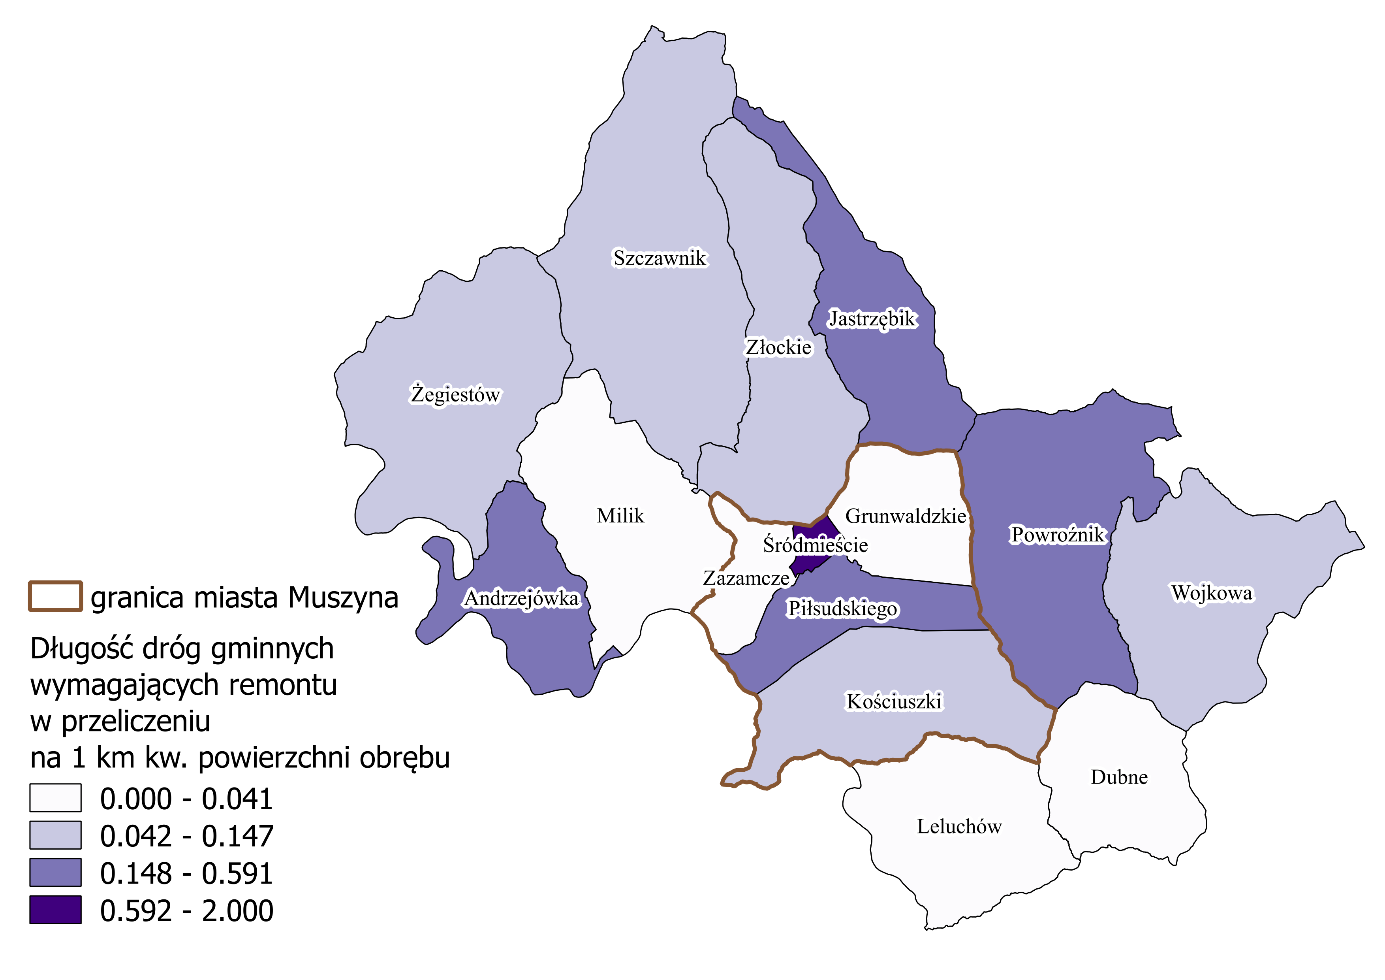 Szczawnik
Jastrzębik
Złockie
Żegiestów
Milik
Grunwaldzkie
Powroźnik
Śródmieście
Zazamcze
Wojkowa
Andrzejówka
Piłsudskiego
Kościuszki
Dubne
Leluchów
granica miasta Muszyna
Długość dróg gminnych
wymagających remontu
w przeliczeniu
na 1 km kw. powierzchni obrębu
0.000 - 0.041
0.042 - 0.147
0.148 - 0.591
0.592 - 2.000